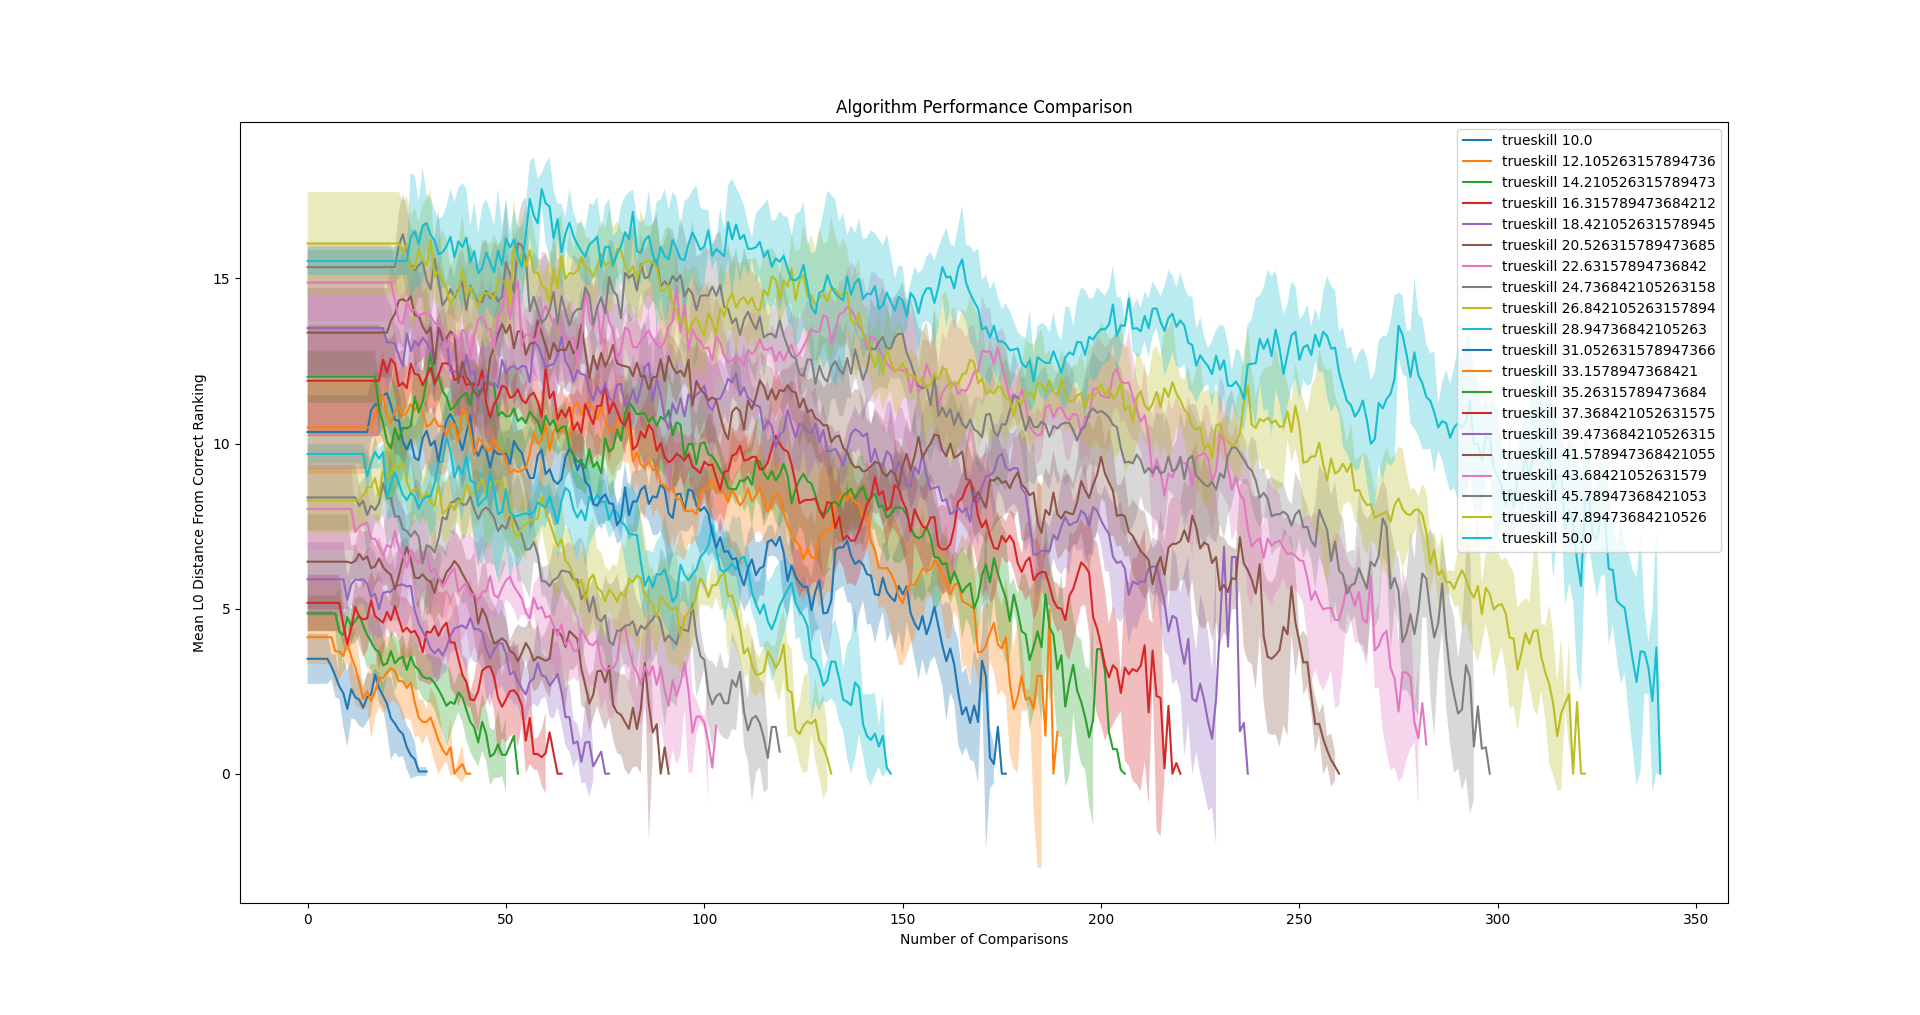 Algorithm Performance Comparison
trueskill 10.0
trueskill 12.105263157894736
trueskill 14.210526315789473
trueskill 16.315789473684212
trueskill 18.421052631578945
trueskill 20.526315789473685
trueskill 22.63157894736842
trueskill 24.736842105263158
trueskill 26.842105263157894
trueskill 28.94736842105263
trueskill 31.052631578947366
trueskill 33.1578947368421
trueskill 35.26315789473684
trueskill 37.368421052631575
trueskill 39.473684210526315
trueskill 41.578947368421055
trueskill 43.68421052631579
trueskill 45.78947368421053
trueskill 47.89473684210526
trueskill 50.0
Mean L0 Distance From Correct Ranking
15
10
5
0
0 50 100 150 200 250 300 350
Number of Comparisons